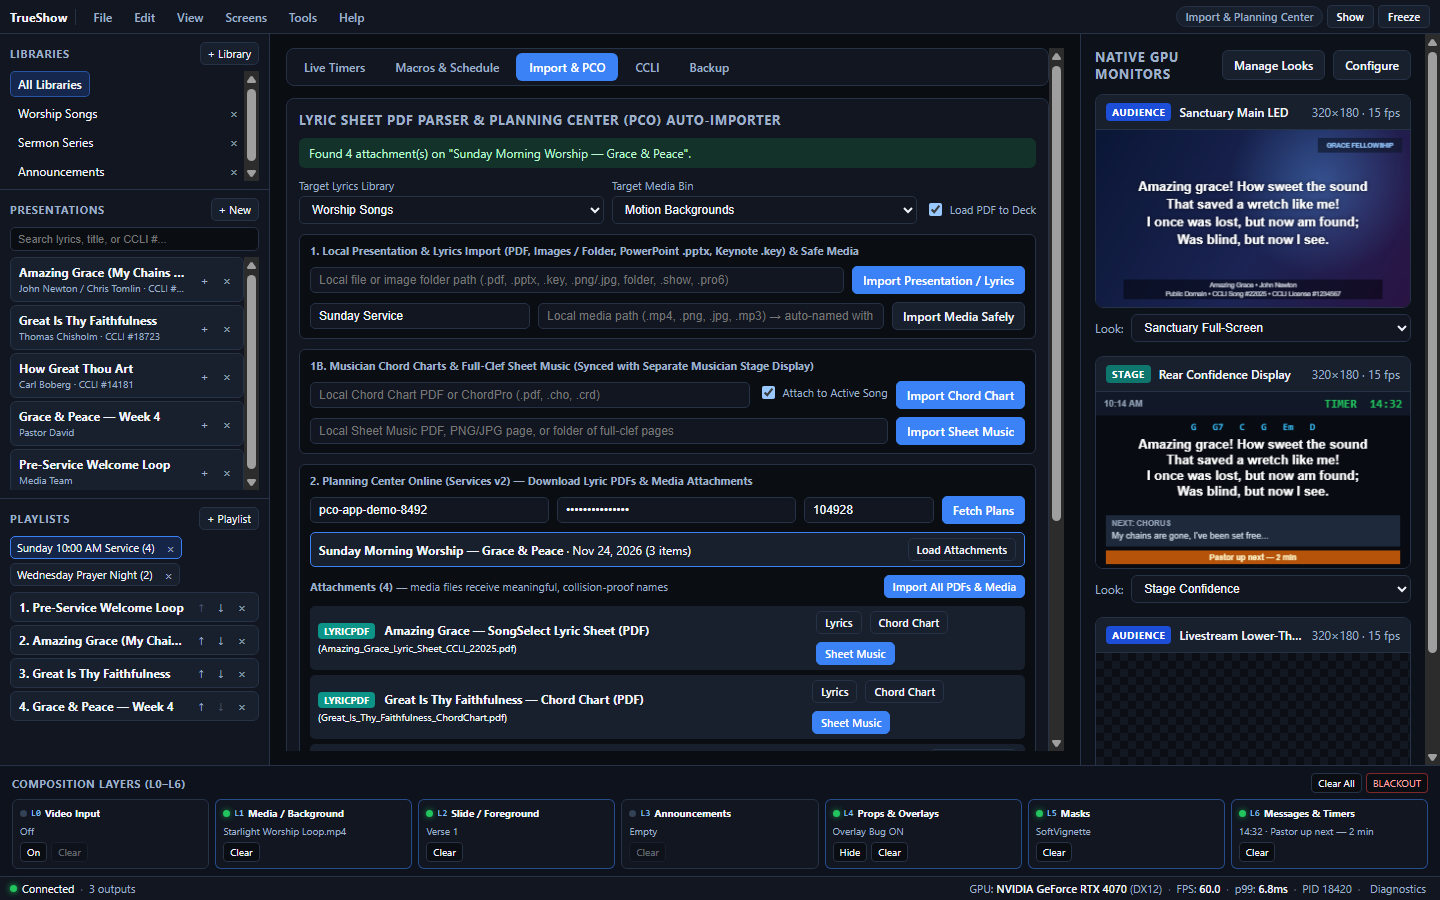 TrueShow
File
Edit
View
Screens
Tools
Help
Import & Planning Center
Show
Freeze
LIBRARIES
+ Library
All Libraries
Worship Songs ×
Sermon Series ×
Announcements ×
PRESENTATIONS
+ New
Search lyrics, title, or CCLI #...
Amazing Grace (My Chains ...
John Newton / Chris Tomlin · CCLI #...
+ ×
Great Is Thy Faithfulness
Thomas Chisholm · CCLI #18723
+ ×
How Great Thou Art
Carl Boberg · CCLI #14181
+ ×
Grace & Peace — Week 4
Pastor David
+ ×
Pre-Service Welcome Loop
Media Team
+ ×
PLAYLISTS
+ Playlist
Sunday 10:00 AM Service (4) ×
Wednesday Prayer Night (2) ×
1. Pre-Service Welcome Loop ↑ ↓ ×
2. Amazing Grace (My Chai... ↑ ↓ ×
3. Great Is Thy Faithfulness ↑ ↓ ×
4. Grace & Peace — Week 4 ↑ ↓ ×
Live Timers
Macros & Schedule
Import & PCO
CCLI
Backup
LYRIC SHEET PDF PARSER & PLANNING CENTER (PCO) AUTO-IMPORTER
Found 4 attachment(s) on "Sunday Morning Worship — Grace & Peace".
Target Lyrics Library
Target Media Bin
Worship Songs
Motion Backgrounds
Load PDF to Deck
1. Local Presentation & Lyrics Import (PDF, Images / Folder, PowerPoint .pptx, Keynote .key) & Safe Media
Local file or image folder path (.pdf, .pptx, .key, .png/.jpg, folder, .show, .pro6)
Import Presentation / Lyrics
Sunday Service
Local media path (.mp4, .png, .jpg, .mp3) → auto-named with
Import Media Safely
1B. Musician Chord Charts & Full-Clef Sheet Music (Synced with Separate Musician Stage Display)
Local Chord Chart PDF or ChordPro (.pdf, .cho, .crd)
Attach to Active Song
Import Chord Chart
Local Sheet Music PDF, PNG/JPG page, or folder of full-clef pages
Import Sheet Music
2. Planning Center Online (Services v2) — Download Lyric PDFs & Media Attachments
pco-app-demo-8492
•••••••••••••••
104928
Fetch Plans
Sunday Morning Worship — Grace & Peace · Nov 24, 2026 (3 items)
Load Attachments
Attachments (4) — media files receive meaningful, collision-proof names
Import All PDFs & Media
LYRICPDF Amazing Grace — SongSelect Lyric Sheet (PDF)
(Amazing_Grace_Lyric_Sheet_CCLI_22025.pdf)
Lyrics
Chord Chart
Sheet Music
LYRICPDF Great Is Thy Faithfulness — Chord Chart (PDF)
(Great_Is_Thy_Faithfulness_ChordChart.pdf)
Lyrics
Chord Chart
Sheet Music
NATIVE GPU
MONITORS
Manage Looks
Configure
AUDIENCE Sanctuary Main LED 320×180 · 15 fps
GRACE FELLOWSHIP
Amazing grace! How sweet the sound
That saved a wretch like me!
I once was lost, but now am found;
Was blind, but now I see.
Amazing Grace • John Newton
Public Domain • CCLI Song #22025 • CCLI License #1234567
Look: Sanctuary Full-Screen
STAGE Rear Confidence Display 320×180 · 15 fps
10:14 AM TIMER 14:32
G G7 C G Em D
Amazing grace! How sweet the sound
That saved a wretch like me!
I once was lost, but now am found;
Was blind, but now I see.
NEXT: CHORUS
My chains are gone, I've been set free...
Pastor up next — 2 min
Look: Stage Confidence
AUDIENCE Livestream Lower-Th... 320×180 · 15 fps
COMPOSITION LAYERS (L0–L6)
Clear All
BLACKOUT
L0 Video Input
Off
On
Clear
L1 Media / Background
Starlight Worship Loop.mp4
Clear
L2 Slide / Foreground
Verse 1
Clear
L3 Announcements
Empty
Clear
L4 Props & Overlays
Overlay Bug ON
Hide
Clear
L5 Masks
SoftVignette
Clear
L6 Messages & Timers
14:32 · Pastor up next — 2 min
Clear
Connected · 3 outputs
GPU: NVIDIA GeForce RTX 4070 (DX12) · FPS: 60.0 · p99: 6.8ms · PID 18420 · Diagnostics